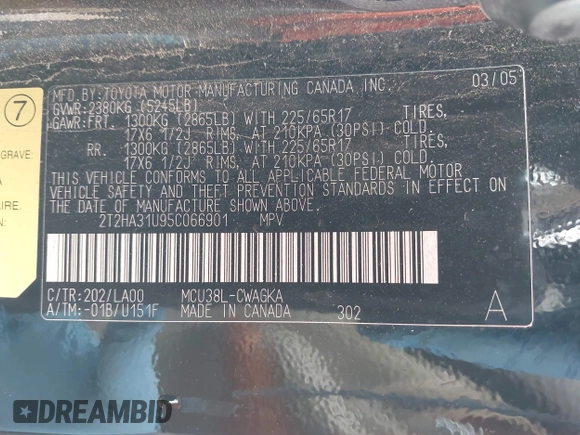 MFD.BY:TOYOTA MOTOR MANUFACTURING CANADA INC. 03/05
GVWR:2380KG (5245LB)
GAWR:FRT. 1300KG (2865LB) WITH 225/65R17 TIRES,
17X6 1/2J RIMS, AT 210KPA (30PSI) COLD.
RR. 1300KG (2865LB) WITH 225/65R17 TIRES,
17X6 1/2J RIMS, AT 210KPA (30PSI) COLD.
THIS VEHICLE CONFORMS TO ALL APPLICABLE FEDERAL MOTOR
VEHICLE SAFETY AND THEFT PREVENTION STANDARDS IN EFFECT ON
THE DATE OF MANUFACTURE SHOWN ABOVE.
2T2HA31U95C066901 MPV
C/TR:202/LA00 MCU38L-CWAGKA
A/TM:-01B/U151F MADE IN CANADA 302 A
7
GRAVE:
A
AIRE.
DREAMBID